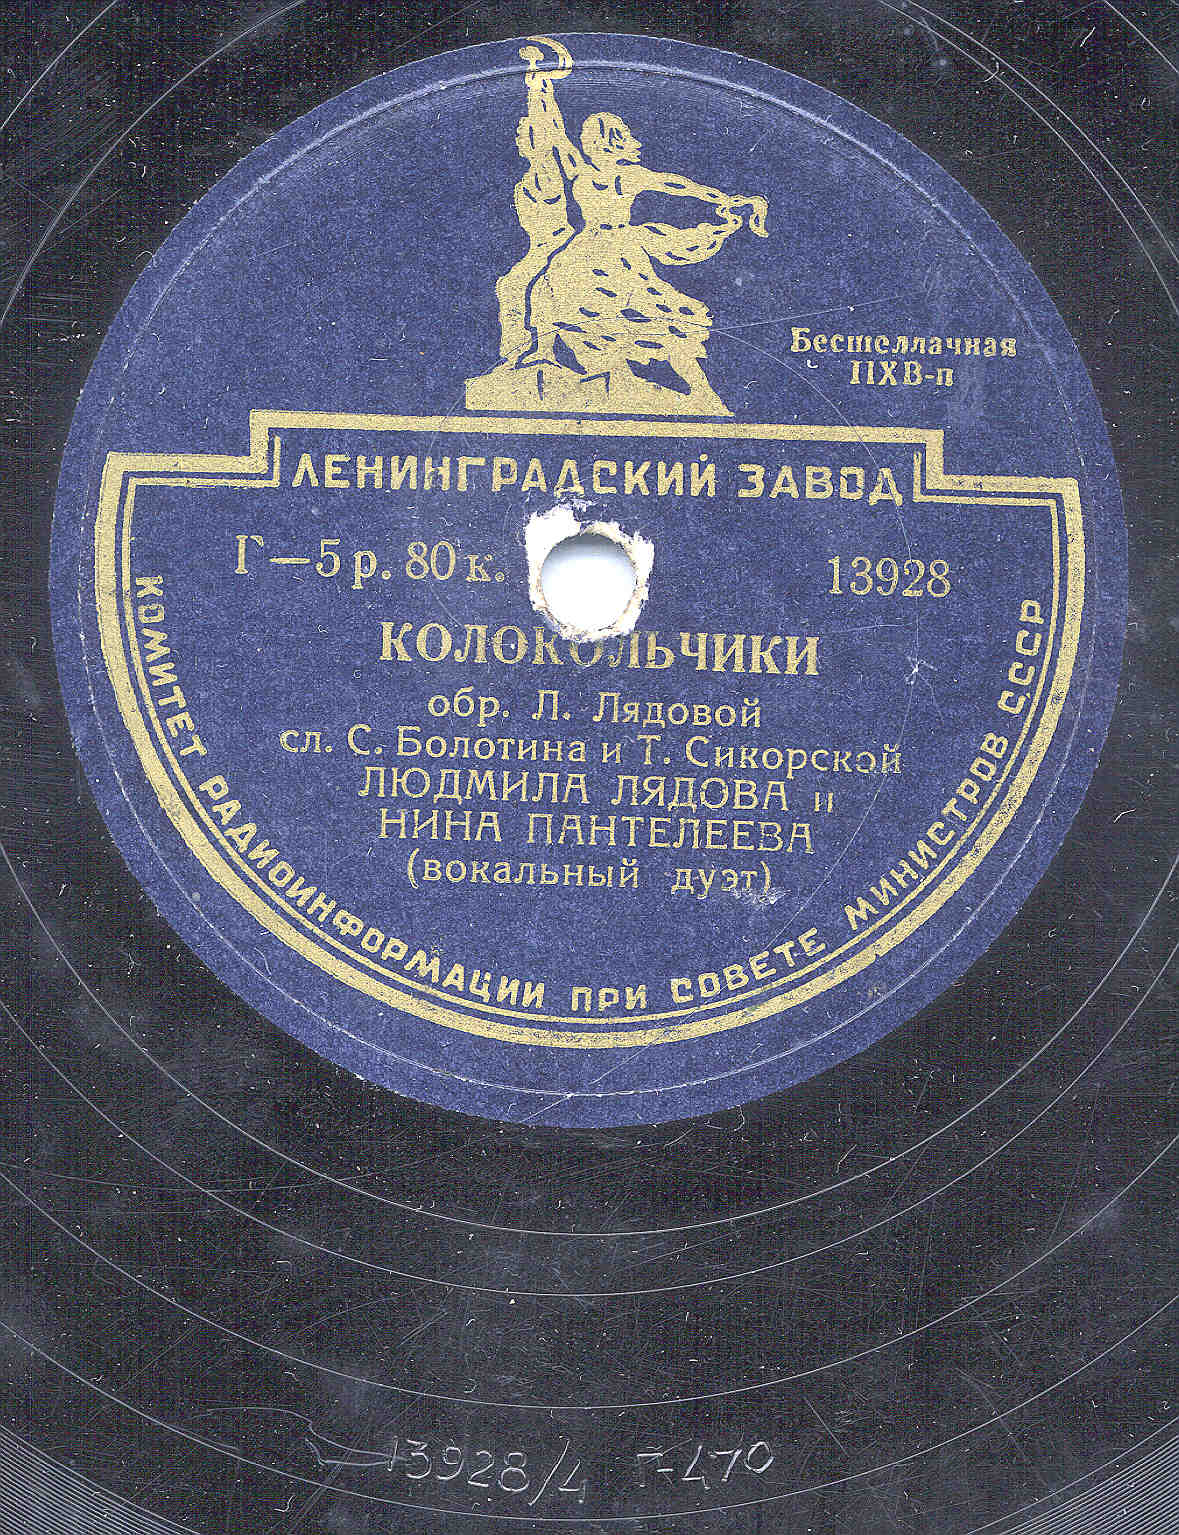 Бесшеллачная
ПХВ-п
ЛЕНИНГРАДСКИЙ ЗАВОД
Г—5 р. 80 к.
13928
КОЛОКОЛЬЧИКИ
обр. Л. Лядовой
сл. С. Болотина и Т. Сикорской
ЛЮДМИЛА ЛЯДОВА и
НИНА ПАНТЕЛЕЕВА
(вокальный дуэт)
КОМИТЕТ РАДИОИНФОРМАЦИИ ПРИ СОВЕТЕ МИНИСТРОВ СССР
13928/4 Г-470